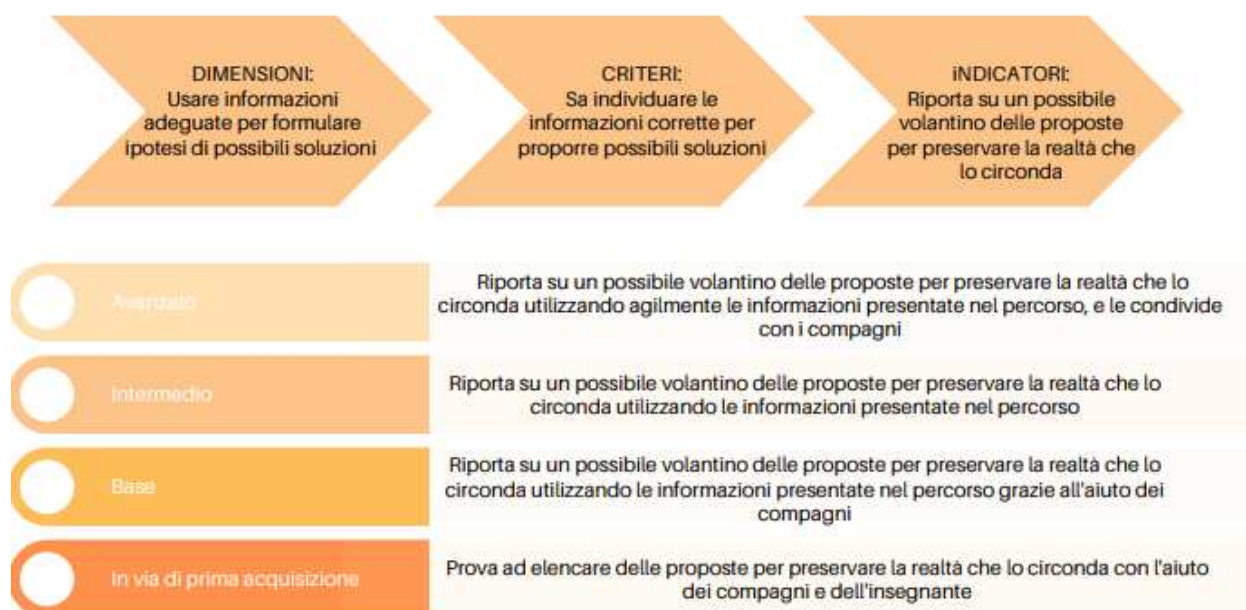 DIMENSIONI:
Usare informazioni
adeguate per formulare
ipotesi di possibili soluzioni
CRITERI:
Sa individuare le
informazioni corrette per
proporre possibili soluzioni
iNDICATORI:
Riporta su un possibile
volantino delle proposte
per preservare la realtà che
lo circonda
Avanzato
Riporta su un possibile volantino delle proposte per preservare la realtà che lo
circonda utilizzando agilmente le informazioni presentate nel percorso, e le condivide
con i compagni
Intermedio
Riporta su un possibile volantino delle proposte per preservare la realtà che lo
circonda utilizzando le informazioni presentate nel percorso
Base
Riporta su un possibile volantino delle proposte per preservare la realtà che lo
circonda utilizzando le informazioni presentate nel percorso grazie all'aiuto dei
compagni
In via di prima acquisizione
Prova ad elencare delle proposte per preservare la realtà che lo circonda con l'aiuto
dei compagni e dell'insegnante